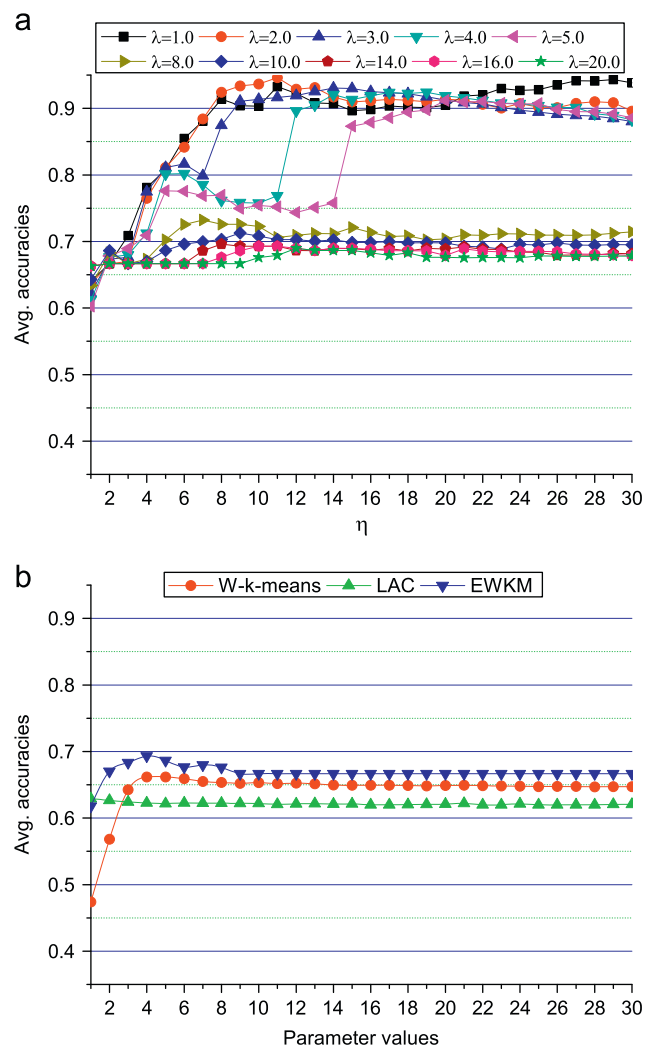 a
λ=1.0 λ=2.0 λ=3.0 λ=4.0 λ=5.0
λ=8.0 λ=10.0 λ=14.0 λ=16.0 λ=20.0
0.9
0.8
0.7
0.6
0.5
0.4
Avg. accuracies
2 4 6 8 10 12 14 16 18 20 22 24 26 28 30
η
b
W-k-means LAC EWKM
0.9
0.8
0.7
0.6
0.5
0.4
Avg. accuracies
2 4 6 8 10 12 14 16 18 20 22 24 26 28 30
Parameter values